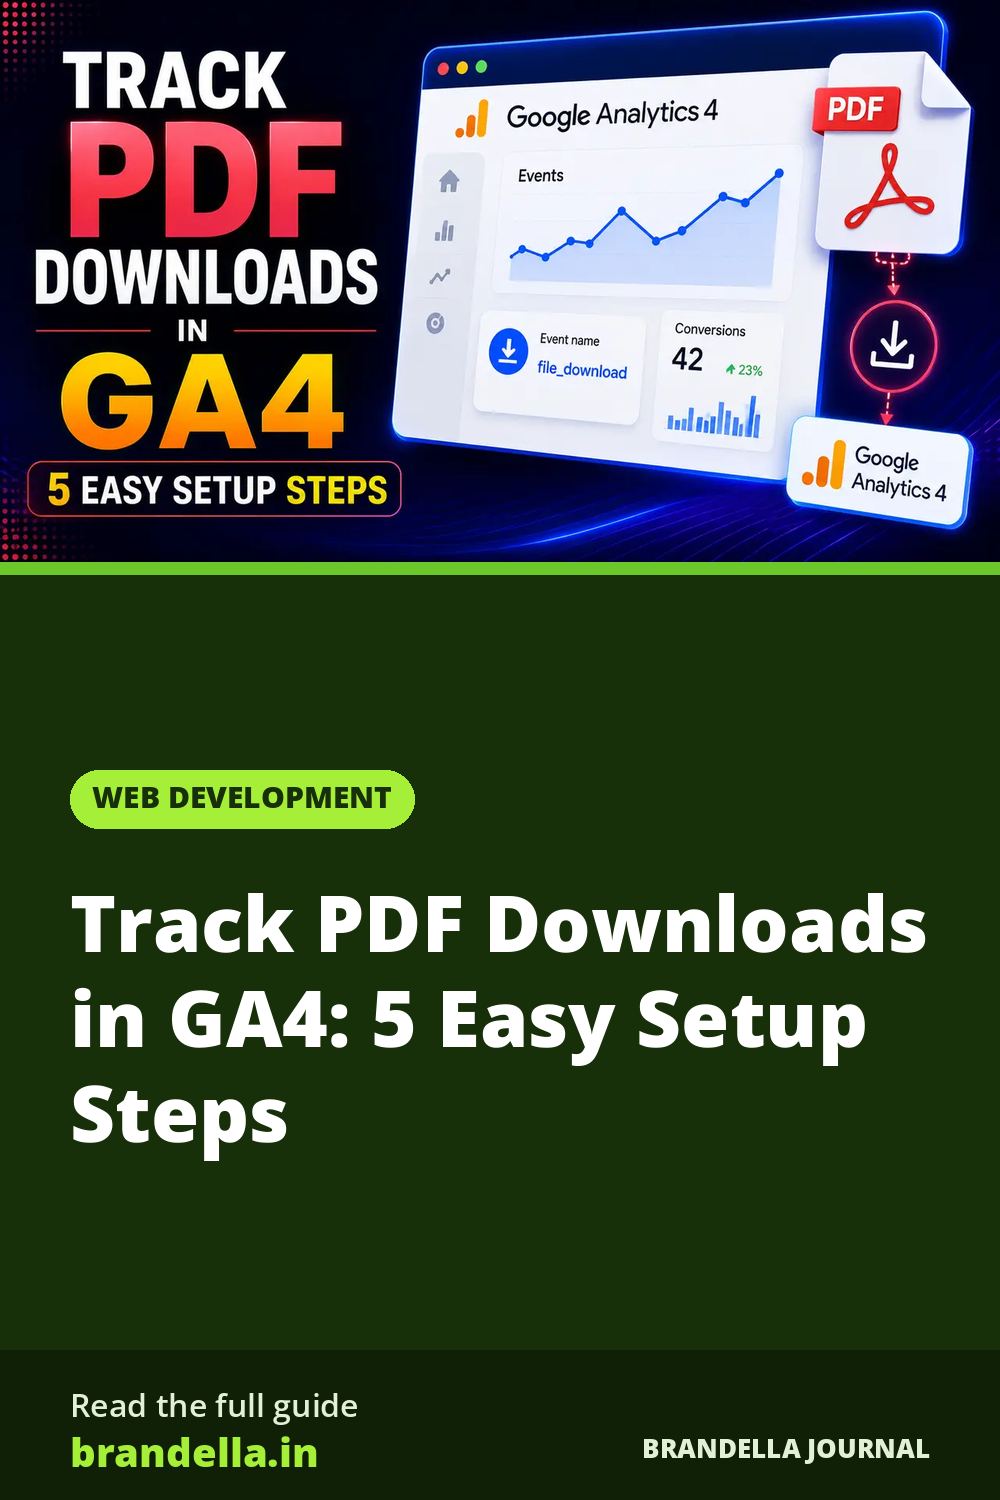 TRACK
PDF
DOWNLOADS
IN
GA4
5 EASY SETUP STEPS
Google Analytics 4
Events
Event name
file_download
Conversions
42
23%
PDF
Google
Analytics 4
WEB DEVELOPMENT
Track PDF Downloads
in GA4: 5 Easy Setup
Steps
Read the full guide
brandella.in
BRANDELLA JOURNAL